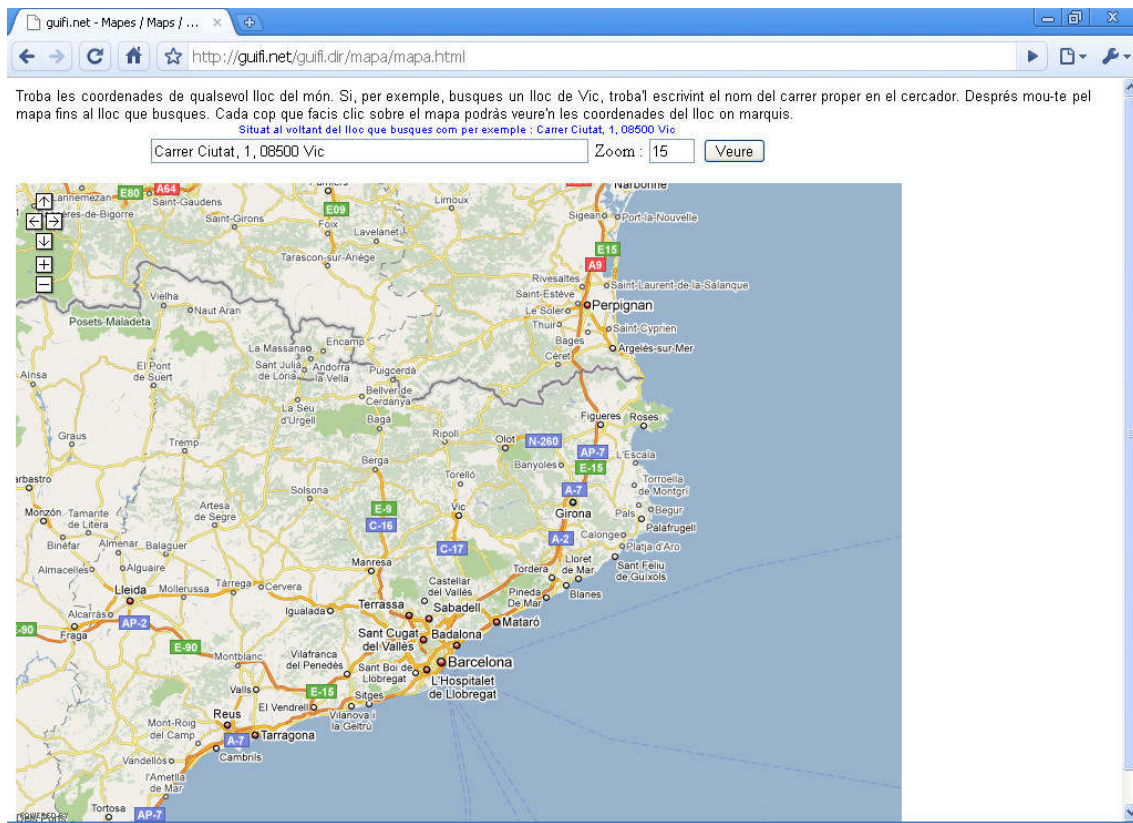 guifi.net - Mapes / Maps / ...
http://guifi.net/guifi.dir/mapa/mapa.html
Troba les coordenades de qualsevol lloc del món. Si, per exemple, busques un lloc de Vic, troba'l escrivint el nom del carrer proper en el cercador. Després mou-te pel
mapa fins al lloc que busques. Cada cop que facis clic sobre el mapa podràs veure'n les coordenades del lloc on marquis.
Situat al voltant del lloc que busques com per exemple : Carrer Ciutat, 1, 08500 Vic
Carrer Ciutat, 1, 08500 Vic Zoom : 15 Veure
Narbonne
Lannemezan E80 A64
Saint-Gaudens
Limoux
E09
Saint-Girons
Foix
Sigean
Port-la-Nouvelle
Lavelanet
E15
Tarascon-sur-Ariège
A9
Rivesaltes
Saint-Laurent-de-la-Salanque
Vielha
Saint-Estève
Naut Aran
Le Soler
Perpignan
Posets-Maladeta
Thuir
Saint-Cyprien
Encamp
Bages
La Massana
Argelès-sur-Mer
Céret
El Pont
de Suert
Sant Julià
de Lòria
Andorra
la Vella
Puigcerdà
Aínsa
Bellver de
Cerdanya
La Seu
d'Urgell
Bagà
Figueres
Roses
Graus
Tremp
Ripoll
Olot
N-260
AP-7
L'Escala
Berga
Banyoles
E-15
Torelló
Torroella
de Montgrí
Solsona
A-7
Monzón
Tamarite
de Litera
Artesa
de Segre
E-9
C-16
Vic
Girona
Pals
Begur
Palafrugell
Binéfar
Almenar
Balaguer
C-17
A-2
Calonge
Platja d'Aro
Almacelles
Alguaire
Manresa
Tordera
Lloret
de Mar
Sant Feliu
de Guíxols
Lleida
Mollerussa
Tàrrega
Cervera
Castellar
del Vallès
Pineda
De Mar
Blanes
Igualada
Terrassa
Sabadell
Alcarràs
AP-2
Mataró
Fraga
E-90
Sant Cugat
del Vallès
Badalona
Montblanc
Vilafranca
del Penedès
Barcelona
Sant Boi de
Llobregat
L'Hospitalet
de Llobregat
Valls
E-15
Sitges
El Vendrell
Vilanova i
la Geltrú
Reus
Mont-Roig
del Camp
A-7
Tarragona
Cambrils
Vandellòs
l'Ametlla
de Mar
Tortosa
AP-7
POWERED BY